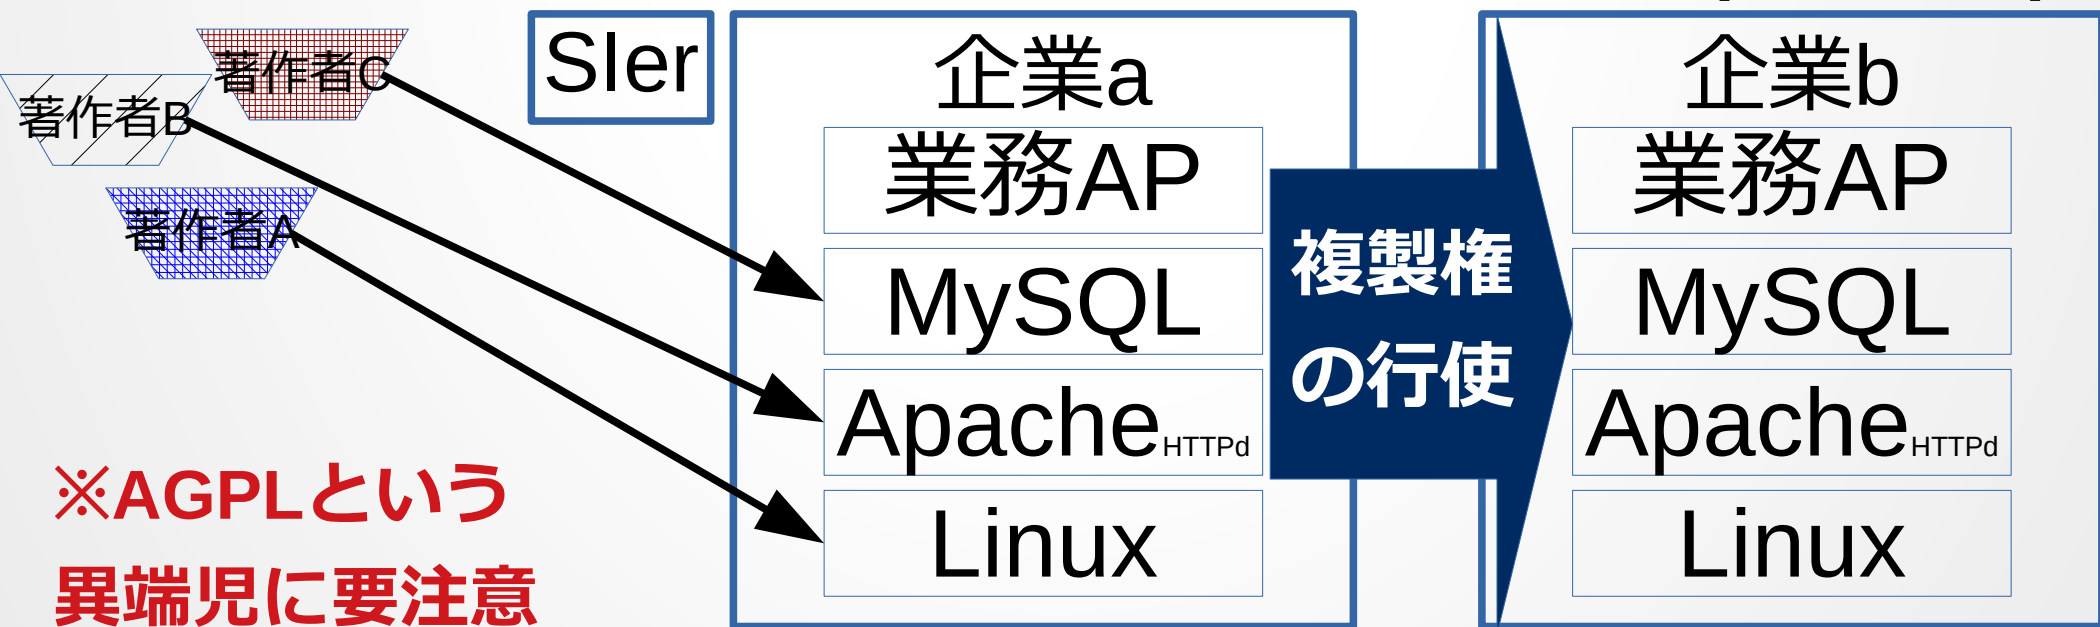 著作者C
著作者B
著作者A
SIer
企業a
業務AP
MySQL
ApacheHTTPd
Linux
複製権
の行使
企業b
業務AP
MySQL
ApacheHTTPd
Linux
※AGPLという
異端児に要注意